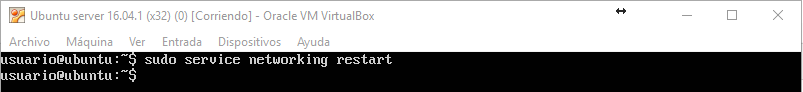 Ubuntu server 16.04.1 (x32) (0) [Corriendo] - Oracle VM VirtualBox
Archivo Máquina Ver Entrada Dispositivos Ayuda
usuario@ubuntu:~$ sudo service networking restart
usuario@ubuntu:~$